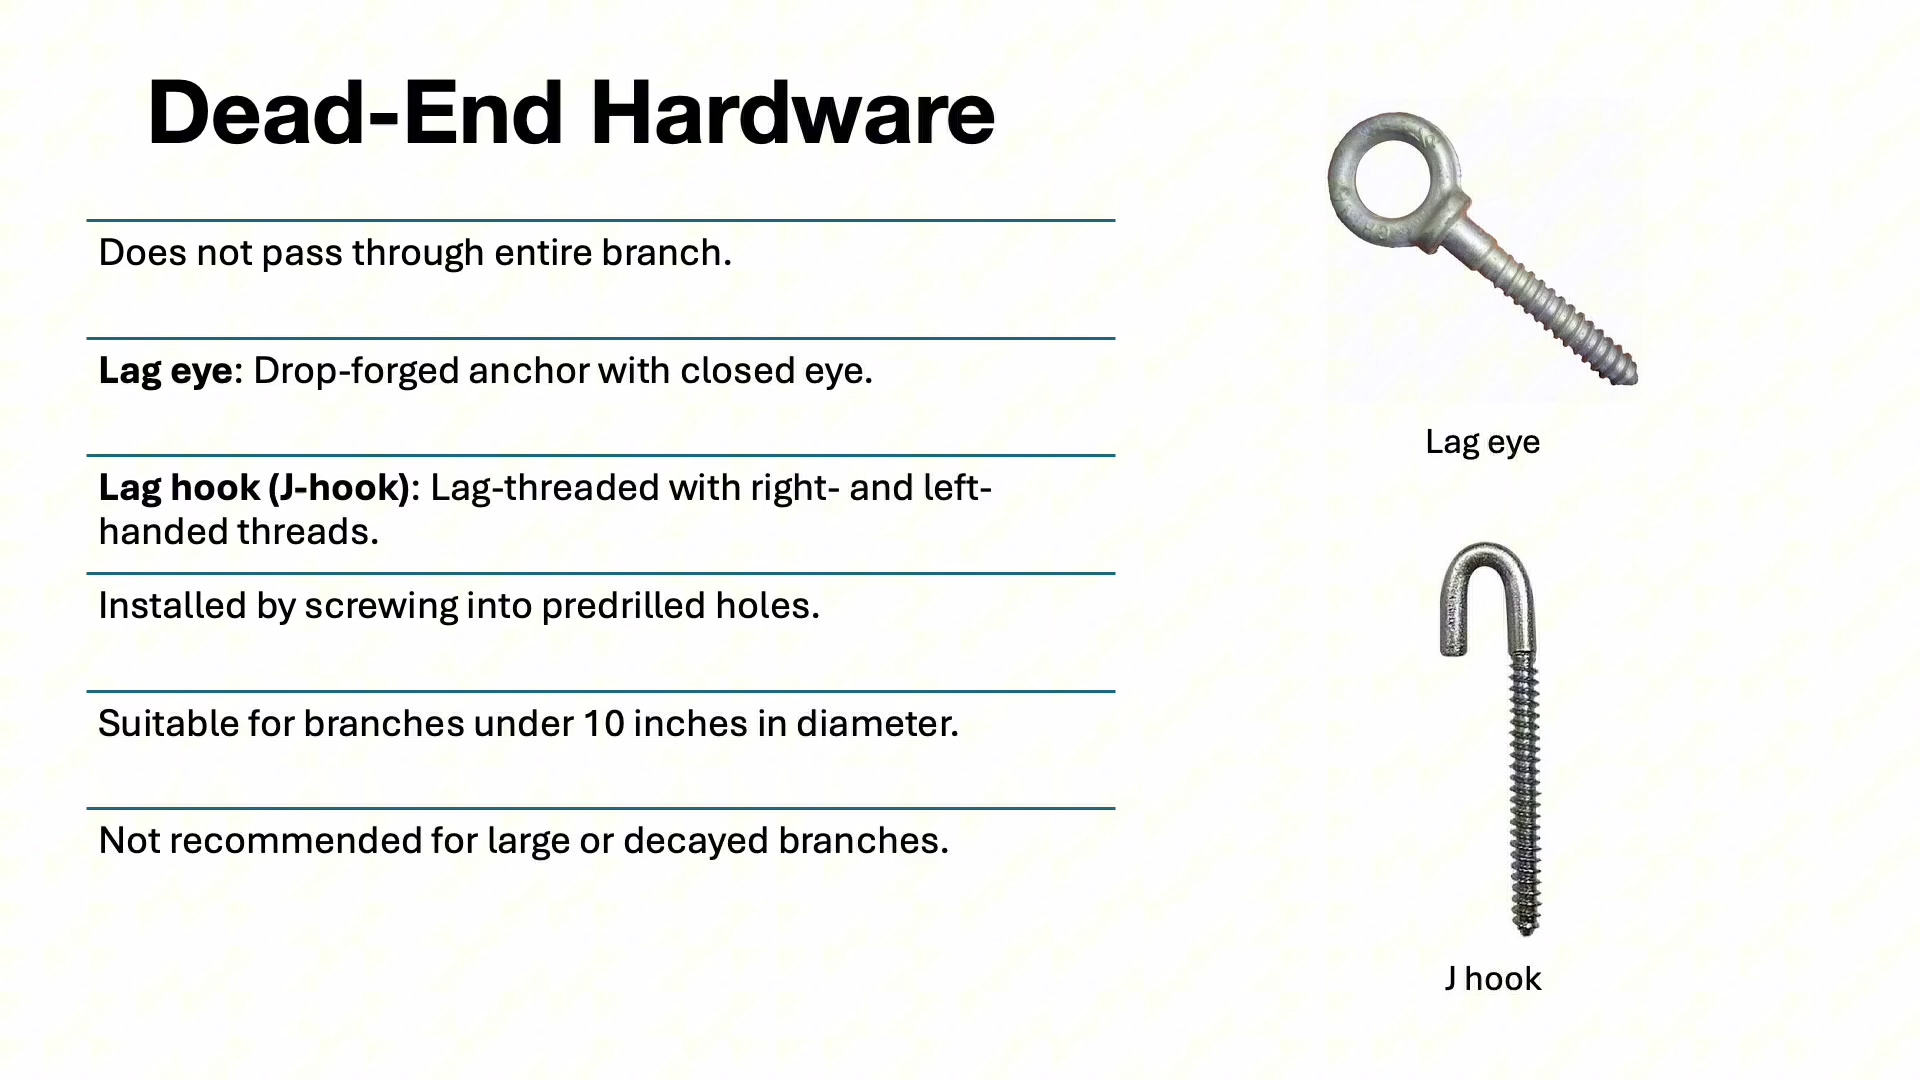 Dead-End Hardware
Does not pass through entire branch.
Lag eye: Drop-forged anchor with closed eye.
Lag hook (J-hook): Lag-threaded with right- and left-
handed threads.
Installed by screwing into predrilled holes.
Suitable for branches under 10 inches in diameter.
Not recommended for large or decayed branches.
Lag eye
J hook